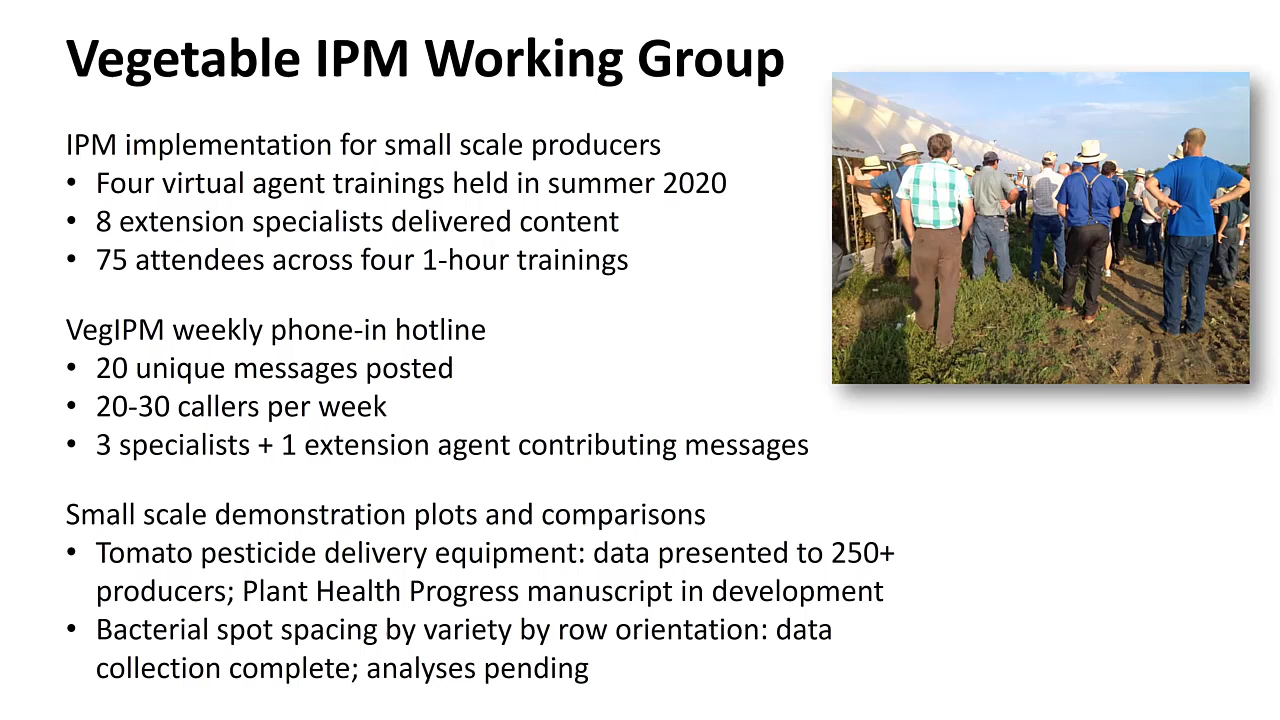 Vegetable IPM Working Group
IPM implementation for small scale producers
• Four virtual agent trainings held in summer 2020
• 8 extension specialists delivered content
• 75 attendees across four 1-hour trainings
VegIPM weekly phone-in hotline
• 20 unique messages posted
• 20-30 callers per week
• 3 specialists + 1 extension agent contributing messages
Small scale demonstration plots and comparisons
• Tomato pesticide delivery equipment: data presented to 250+
producers; Plant Health Progress manuscript in development
• Bacterial spot spacing by variety by row orientation: data
collection complete; analyses pending